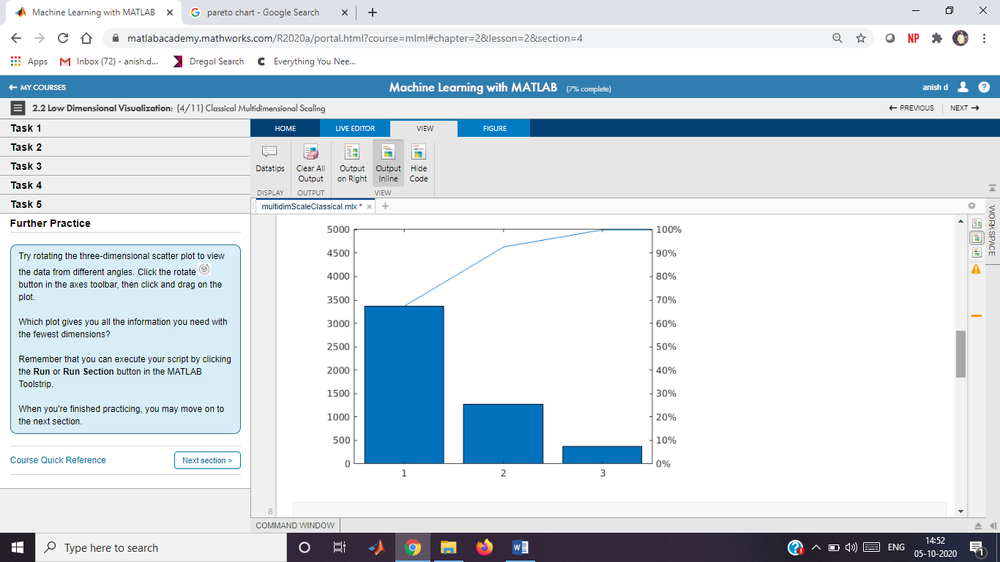 Machine Learning with MATLAB
pareto chart - Google Search
matlabacademy.mathworks.com/R2020a/portal.html?course=mlml#chapter=2&lesson=2&section=4
NP
Apps
Inbox (72) - anish.d...
Dregol Search
Everything You Nee...
MY COURSES
Machine Learning with MATLAB (7% complete)
anish d
2.2 Low Dimensional Visualization: (4/11) Classical Multidimensional Scaling
PREVIOUS
NEXT
Task 1
Task 2
Task 3
Task 4
Task 5
Further Practice
Try rotating the three-dimensional scatter plot to view
the data from different angles. Click the rotate
button in the axes toolbar, then click and drag on the
plot.
Which plot gives you all the information you need with
the fewest dimensions?
Remember that you can execute your script by clicking
the Run or Run Section button in the MATLAB
Toolstrip.
When you're finished practicing, you may move on to
the next section.
Course Quick Reference
Next section >
HOME
LIVE EDITOR
VIEW
FIGURE
Datatips
Clear All
Output
Output
on Right
Output
Inline
Hide
Code
DISPLAY
OUTPUT
VIEW
multidimScaleClassical.mlx *
WORKSPACE
5000
4500
4000
3500
3000
2500
2000
1500
1000
500
0
100%
90%
80%
70%
60%
50%
40%
30%
20%
10%
0%
1
2
3
8
COMMAND WINDOW
Type here to search
ENG
14:52
05-10-2020
1